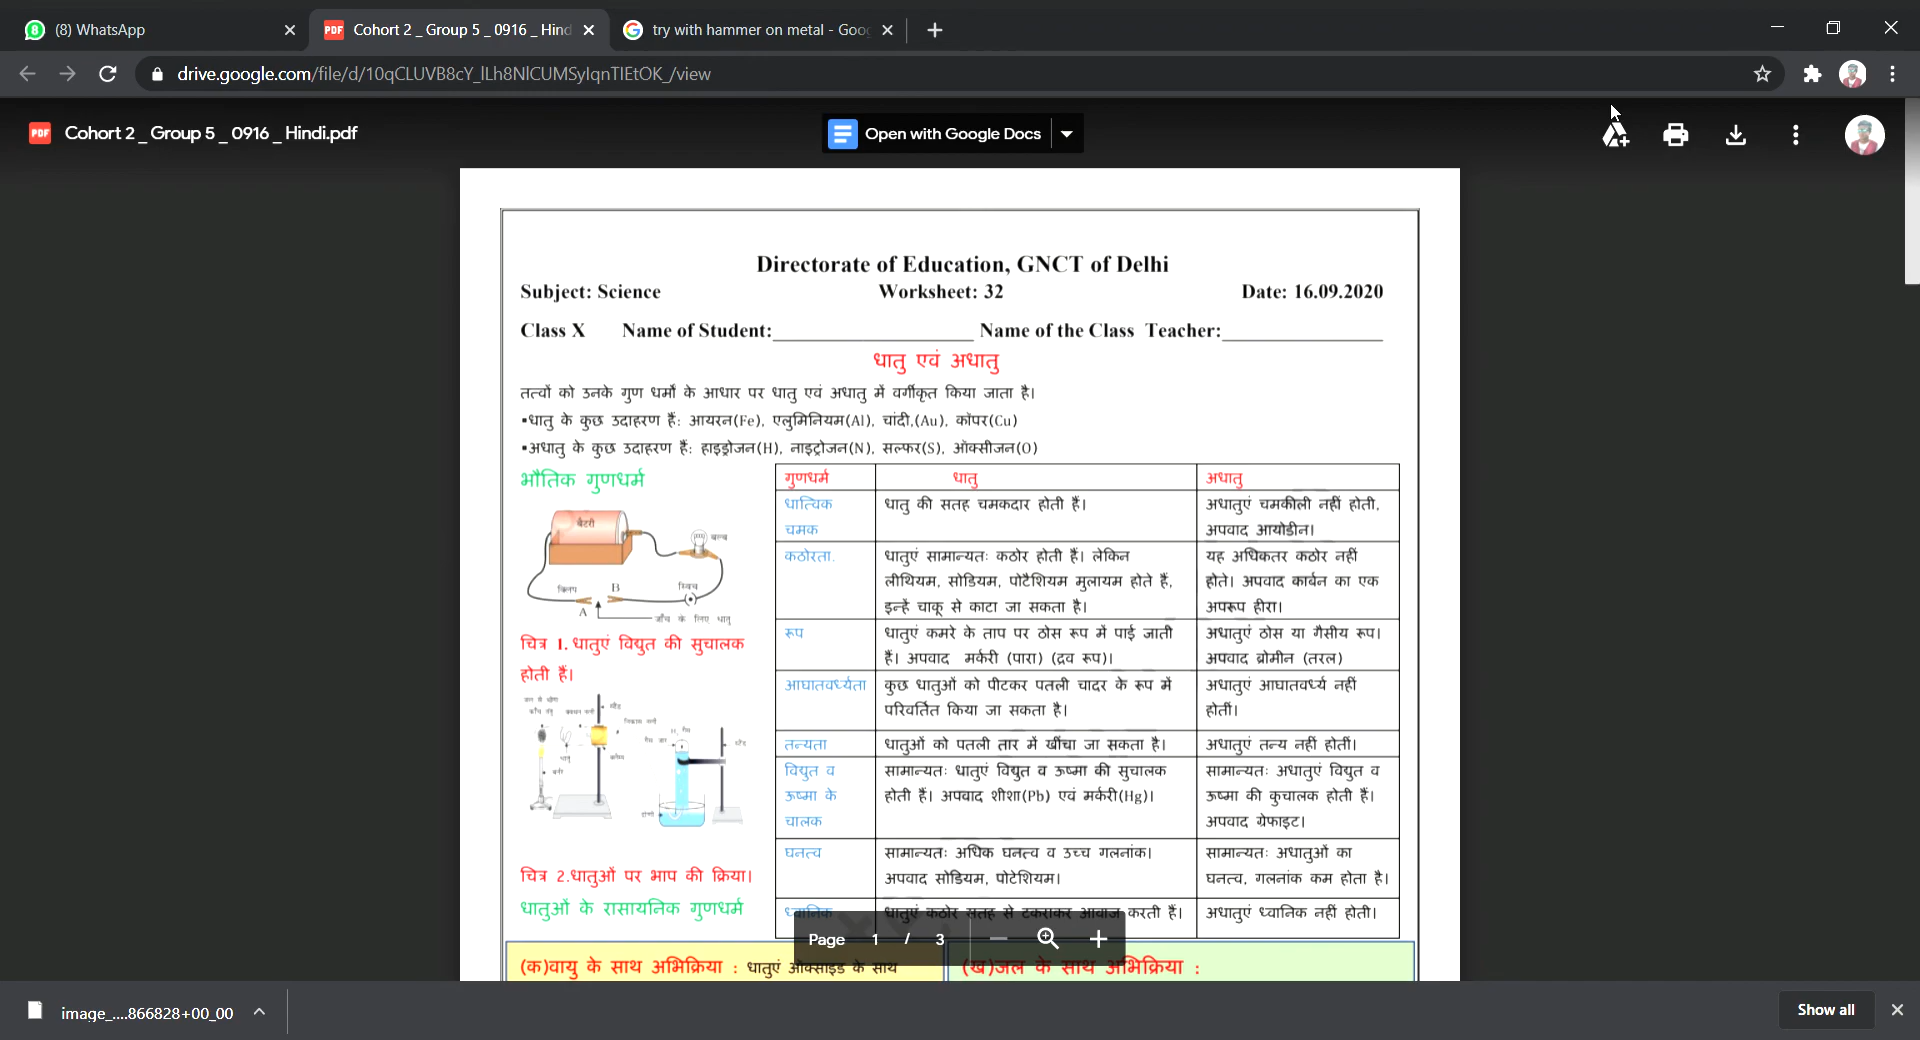 (8) WhatsApp
Cohort 2 _ Group 5 _ 0916 _ Hind
try with hammer on metal - Goo
drive.google.com/file/d/10qCLUVB8cY_lLh8NlCUMSylqnTlEtOK_/view
PDF Cohort 2 _ Group 5 _ 0916 _ Hindi.pdf
Open with Google Docs
Directorate of Education, GNCT of Delhi
Subject: Science Worksheet: 32 Date: 16.09.2020
Class X Name of Student:____________________ Name of the Class Teacher:________________
धातु एवं अधातु
तत्वों को उनके गुण धर्मों के आधार पर धातु एवं अधातु में वर्गीकृत किया जाता है।
▪धातु के कुछ उदाहरण हैं: आयरन(Fe), एलुमिनियम(Al), चांदी,(Au), कॉपर(Cu)
▪अधातु के कुछ उदाहरण हैं: हाइड्रोजन(H), नाइट्रोजन(N), सल्फर(S), ऑक्सीजन(O)
भौतिक गुणधर्म
बैटरी
बल्ब
क्लिप
B
स्विच
A
जाँच के लिए धातु
चित्र 1. धातुएं विद्युत की सुचालक
होती हैं।
चित्र 2.धातुओं पर भाप की क्रिया।
धातुओं के रासायनिक गुणधर्म
गुणधर्म धातु अधातु
धात्विक धातु की सतह चमकदार होती हैं। अधातुएं चमकीली नहीं होती,
चमक अपवाद आयोडीन।
कठोरता. धातुएं सामान्यतः कठोर होती हैं। लेकिन यह अधिकतर कठोर नहीं
लीथियम, सोडियम, पोटैशियम मुलायम होते हैं, होते। अपवाद कार्बन का एक
इन्हें चाकू से काटा जा सकता है। अपरूप हीरा।
रूप धातुएं कमरे के ताप पर ठोस रूप में पाई जाती अधातुएं ठोस या गैसीय रूप।
हैं। अपवाद मर्करी (पारा) (द्रव रूप)। अपवाद ब्रोमीन (तरल)
आघातवर्ध्यता कुछ धातुओं को पीटकर पतली चादर के रूप में अधातुएं आघातवर्ध्य नहीं
परिवर्तित किया जा सकता है। होतीं।
तन्यता धातुओं को पतली तार में खींचा जा सकता है। अधातुएं तन्य नहीं होतीं।
विद्युत व सामान्यतः धातुएं विद्युत व ऊष्मा की सुचालक सामान्यतः अधातुएं विद्युत व
ऊष्मा के होती हैं। अपवाद शीशा(Pb) एवं मर्करी(Hg)। ऊष्मा की कुचालक होती हैं।
चालक अपवाद ग्रेफाइट।
घनत्व सामान्यतः अधिक घनत्व व उच्च गलनांक। सामान्यतः अधातुओं का
अपवाद सोडियम, पोटेशियम। घनत्व, गलनांक कम होता है।
ध्वानिक धातुएं कठोर सतह से टकराकर आवाज करती हैं। अधातुएं ध्वानिक नहीं होती।
Page 1 / 3
(क)वायु के साथ अभिक्रिया : धातुएं ऑक्साइड के साथ (ख)जल के साथ अभिक्रिया :
image_....866828+00_00
Show all